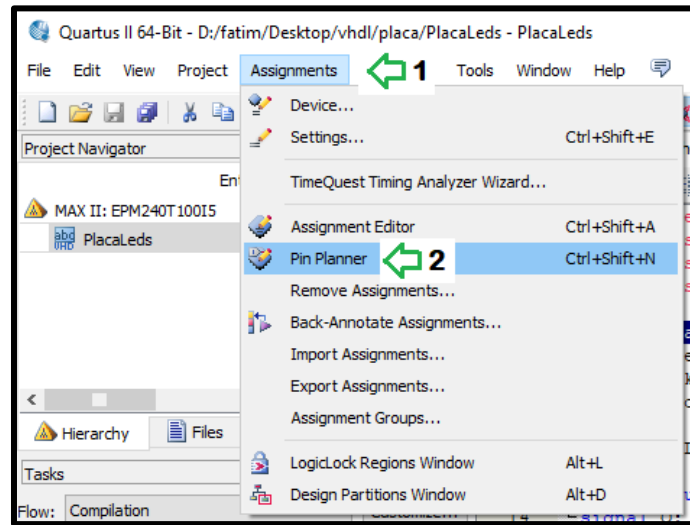 Quartus II 64-Bit - D:/fatim/Desktop/vhdl/placa/PlacaLeds - PlacaLeds
File Edit View Project Assignments 1 Tools Window Help
Device...
Project Navigator
Settings... Ctrl+Shift+E
TimeQuest Timing Analyzer Wizard...
MAX II: EPM240T100I5
Assignment Editor Ctrl+Shift+A
abd
VHD
PlacaLeds
Pin Planner 2 Ctrl+Shift+N
Remove Assignments...
Back-Annotate Assignments...
Import Assignments...
Export Assignments...
Assignment Groups...
Hierarchy Files
Tasks
LogicLock Regions Window Alt+L
Flow: Compilation
Design Partitions Window Alt+D